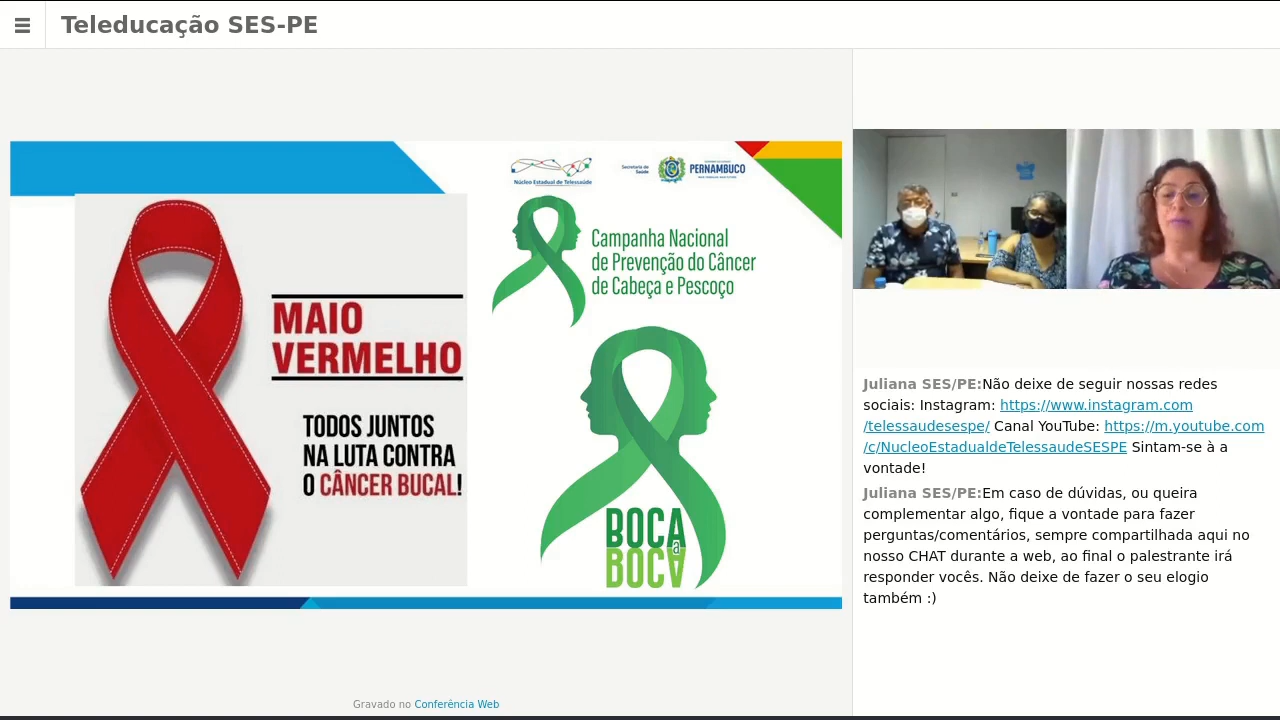 Teleducação SES-PE
Núcleo Estadual de Telessaúde
Secretaria de
Saúde
PERNAMBUCO
Campanha Nacional
de Prevenção do Câncer
de Cabeça e Pescoço
MAIO
VERMELHO
TODOS JUNTOS
NA LUTA CONTRA
O CÂNCER BUCAL!
BOCA
a
BOCA
Gravado no Conferência Web
Juliana SES/PE:Não deixe de seguir nossas redes
sociais: Instagram: https://www.instagram.com
/telessaudesespe/ Canal YouTube: https://m.youtube.com
/c/NucleoEstadualdeTelessaudeSESPE Sintam-se à a
vontade!
Juliana SES/PE:Em caso de dúvidas, ou queira
complementar algo, fique a vontade para fazer
perguntas/comentários, sempre compartilhada aqui no
nosso CHAT durante a web, ao final o palestrante irá
responder vocês. Não deixe de fazer o seu elogio
também :)